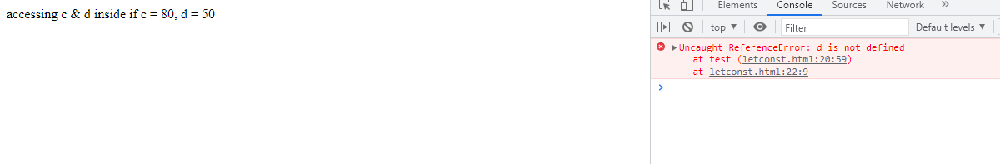 accessing c & d inside if c = 80, d = 50
Elements Console Sources Network »
top ▼ Filter Default levels ▼
▶Uncaught ReferenceError: d is not defined
at test (letconst.html:20:59)
at letconst.html:22:9
>